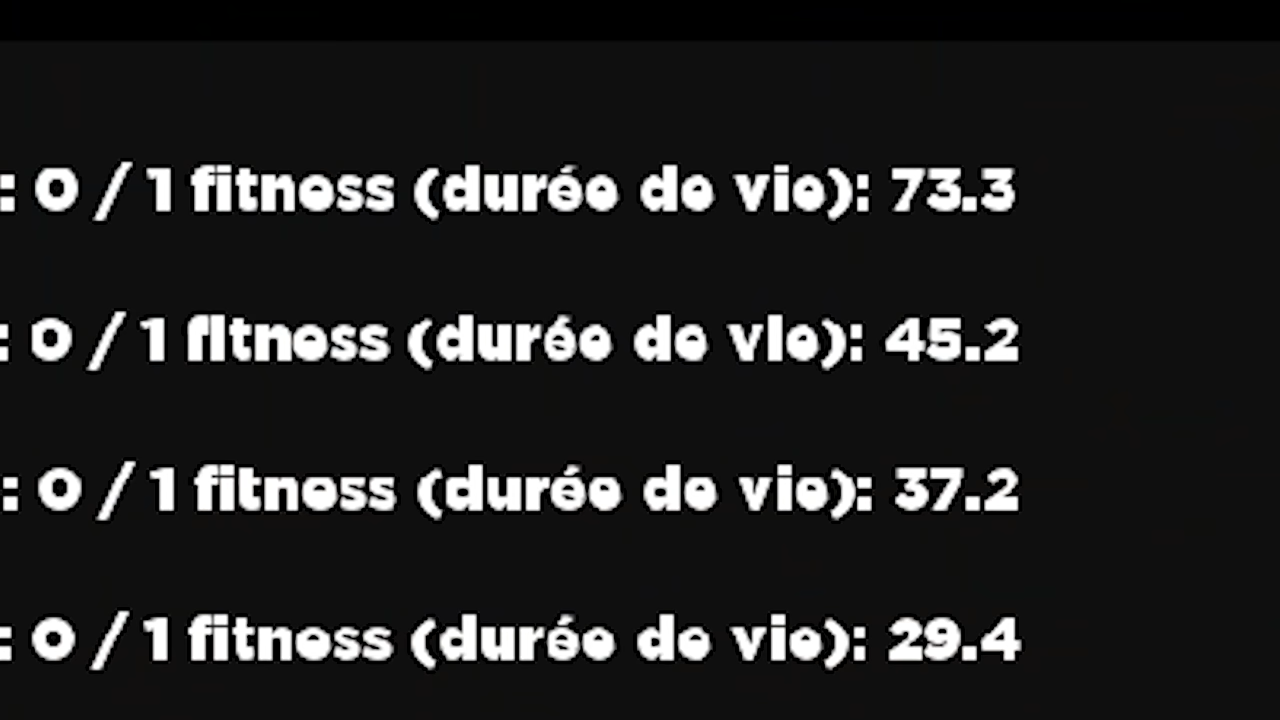 : 0 / 1 fitness (durée de vie): 73.3
: 0 / 1 fitness (durée de vie): 45.2
: 0 / 1 fitness (durée de vie): 37.2
: 0 / 1 fitness (durée de vie): 29.4